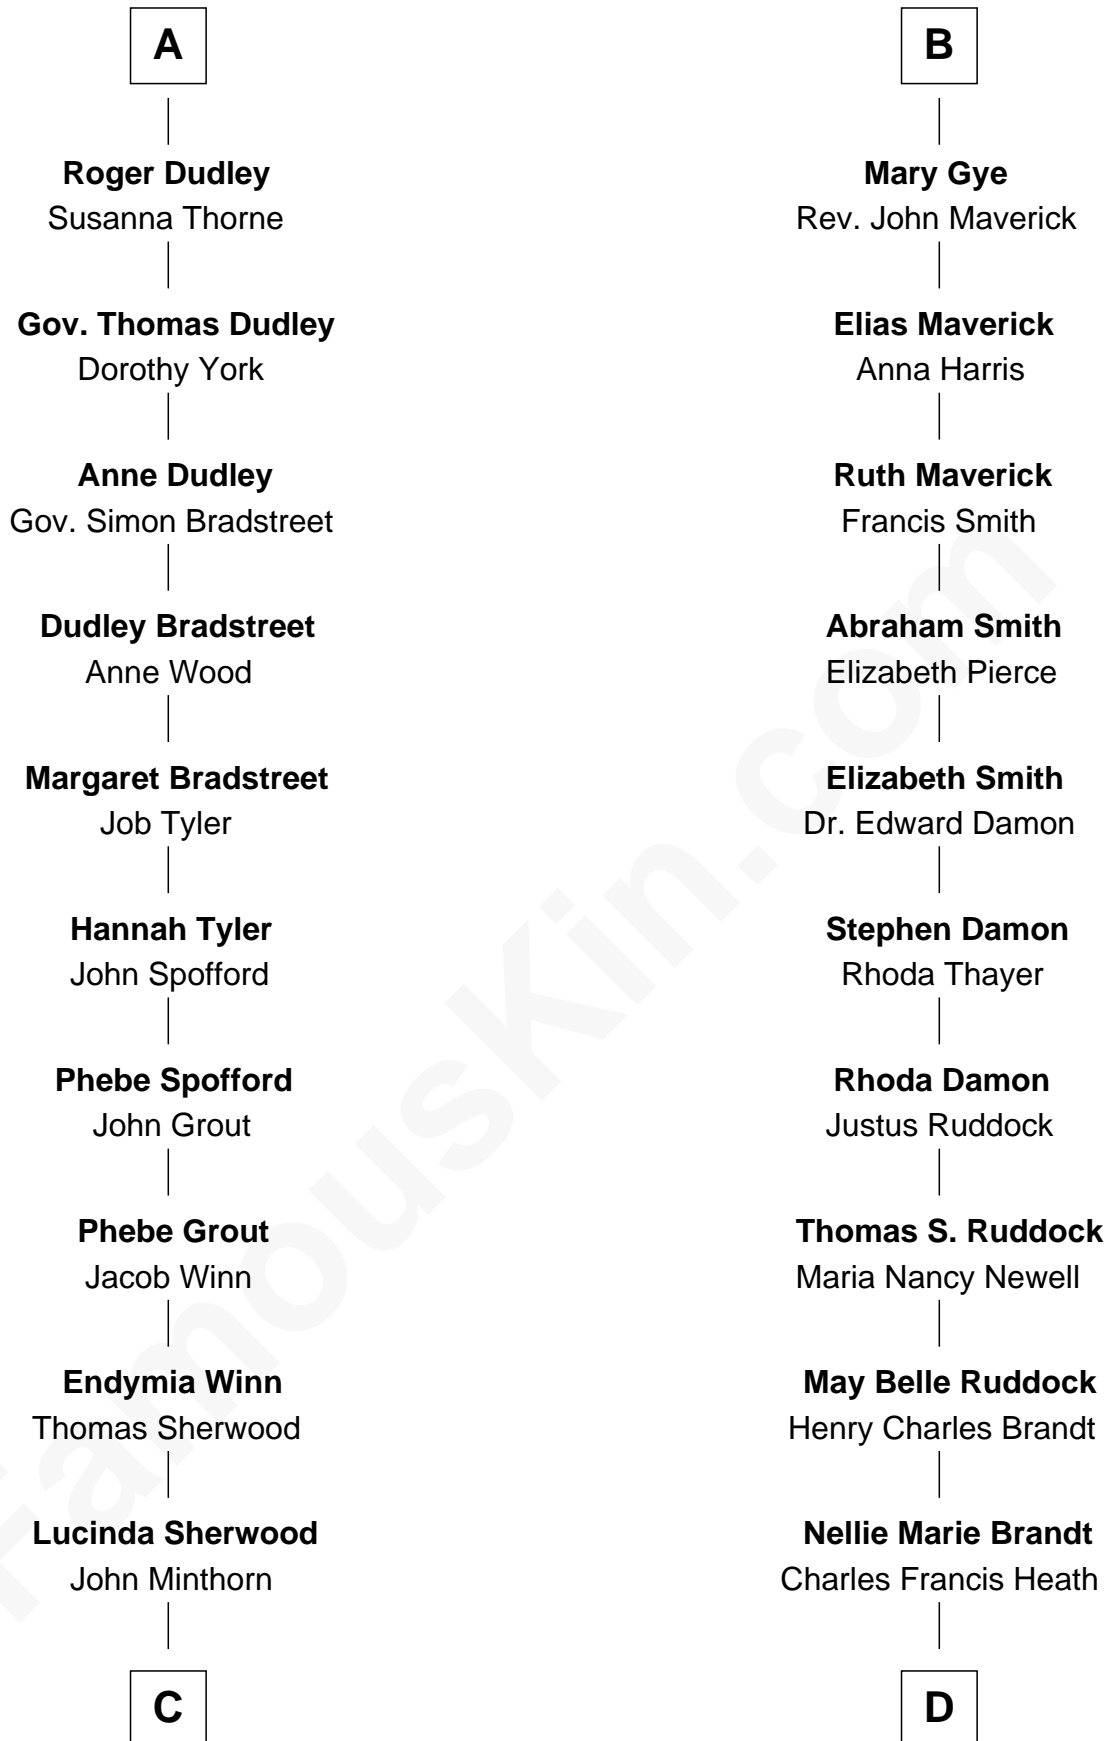 A
Roger Dudley
Susanna Thorne
Gov. Thomas Dudley
Dorothy York
Anne Dudley
Gov. Simon Bradstreet
Dudley Bradstreet
Anne Wood
Margaret Bradstreet
Job Tyler
Hannah Tyler
John Spofford
Phebe Spofford
John Grout
Phebe Grout
Jacob Winn
Endymia Winn
Thomas Sherwood
Lucinda Sherwood
John Minthorn
C
B
Mary Gye
Rev. John Maverick
Elias Maverick
Anna Harris
Ruth Maverick
Francis Smith
Abraham Smith
Elizabeth Pierce
Elizabeth Smith
Dr. Edward Damon
Stephen Damon
Rhoda Thayer
Rhoda Damon
Justus Ruddock
Thomas S. Ruddock
Maria Nancy Newell
May Belle Ruddock
Henry Charles Brandt
Nellie Marie Brandt
Charles Francis Heath
D
FamousKin.com